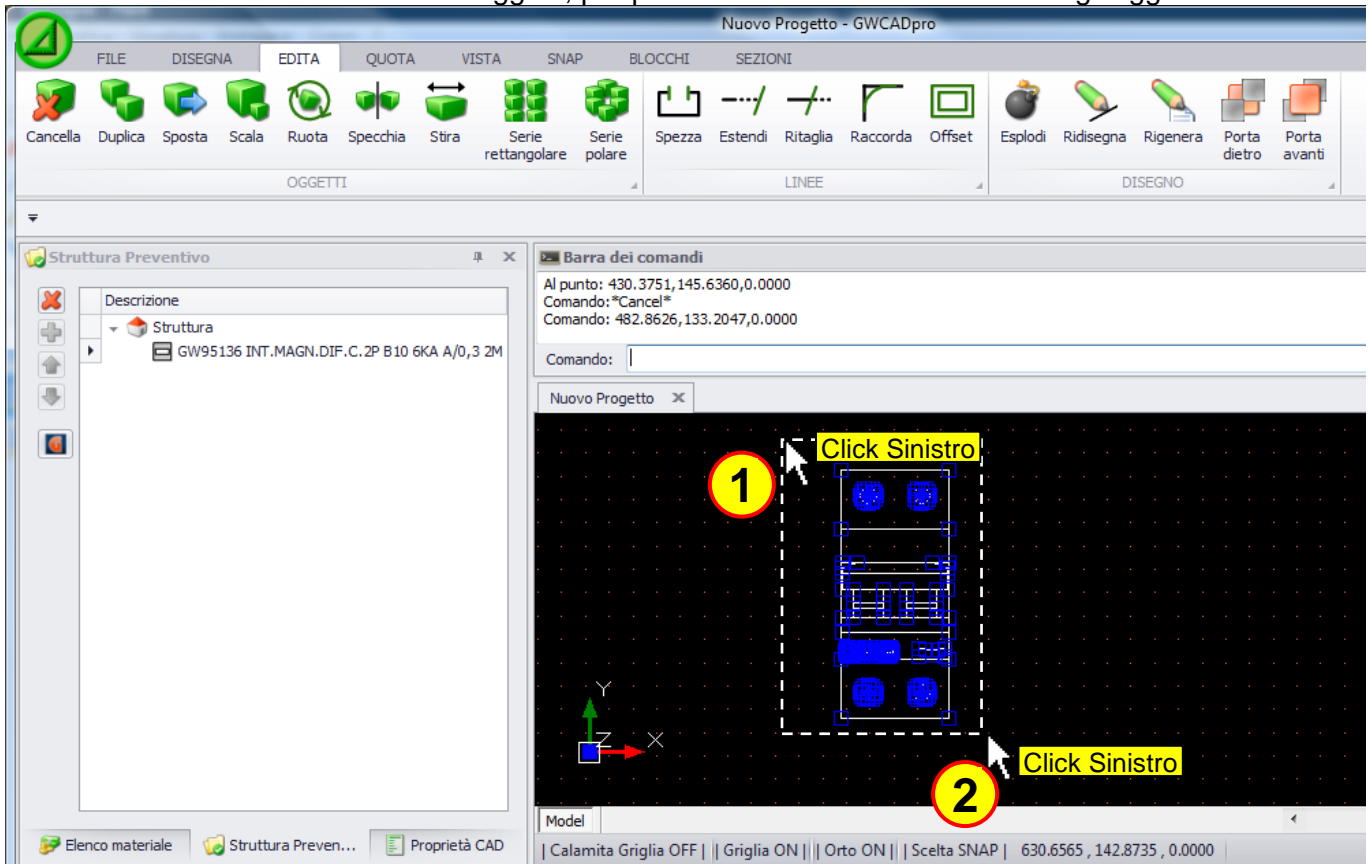 Nuovo Progetto - GWCADpro
FILE DISEGNA EDITA QUOTA VISTA SNAP BLOCCHI SEZIONI
Cancella Duplica Sposta Scala Ruota Specchia Stira Serie rettangolare Serie polare Spezza Estendi Ritaglia Raccorda Offset Esplodi Ridisegna Rigenera Porta dietro Porta avanti
OGGETTI LINEE DISEGNO
Struttura Preventivo
Descrizione
Struttura
GW95136 INT.MAGN.DIF.C.2P B10 6KA A/0,3 2M
Barra dei comandi
Al punto: 430.3751,145.6360,0.0000
Comando:*Cancel*
Comando: 482.8626,133.2047,0.0000
Comando:
Nuovo Progetto
Click Sinistro
1
Y
Z X
Click Sinistro
2
Model
Elenco materiale Struttura Preven... Proprietà CAD
| Calamita Griglia OFF | | Griglia ON | | Orto ON | | Scelta SNAP | 630.6565 , 142.8735 , 0.0000